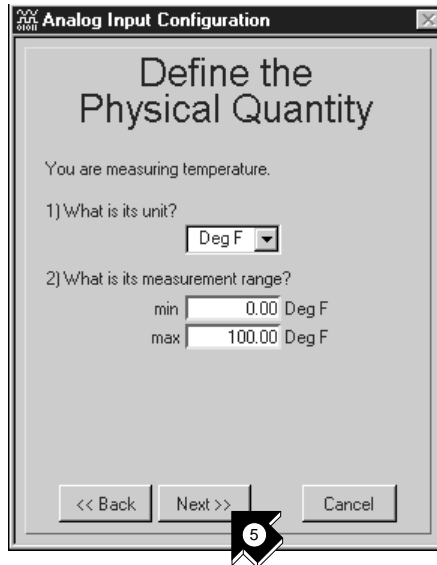 01011 Analog Input Configuration
Define the
Physical Quantity
You are measuring temperature.
1) What is its unit?
Deg F
2) What is its measurement range?
min 0.00 Deg F
max 100.00 Deg F
<< Back Next >> Cancel
5